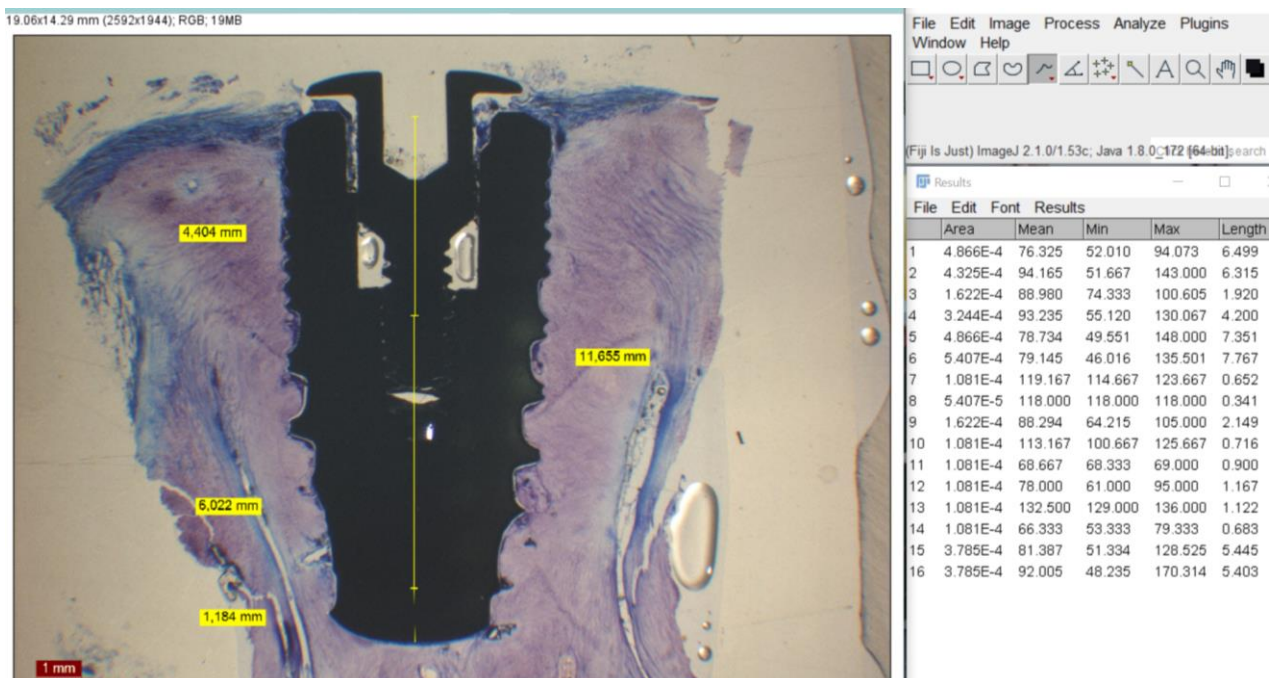 19.06x14.29 mm (2592x1944); RGB; 19MB
4,404 mm
11,655 mm
6,022 mm
1,184 mm
1 mm
File Edit Image Process Analyze Plugins
Window Help
(Fiji Is Just) ImageJ 2.1.0/1.53c; Java 1.8.0_172 [64-bit]; search
Results
File Edit Font Results
Area Mean Min Max Length
1 4.866E-4 76.325 52.010 94.073 6.499
2 4.325E-4 94.165 51.667 143.000 6.315
3 1.622E-4 88.980 74.333 100.605 1.920
4 3.244E-4 93.235 55.120 130.067 4.200
5 4.866E-4 78.734 49.551 148.000 7.351
6 5.407E-4 79.145 46.016 135.501 7.767
7 1.081E-4 119.167 114.667 123.667 0.652
8 5.407E-5 118.000 118.000 118.000 0.341
9 1.622E-4 88.294 64.215 105.000 2.149
10 1.081E-4 113.167 100.667 125.667 0.716
11 1.081E-4 68.667 68.333 69.000 0.900
12 1.081E-4 78.000 61.000 95.000 1.167
13 1.081E-4 132.500 129.000 136.000 1.122
14 1.081E-4 66.333 53.333 79.333 0.683
15 3.785E-4 81.387 51.334 128.525 5.445
16 3.785E-4 92.005 48.235 170.314 5.403